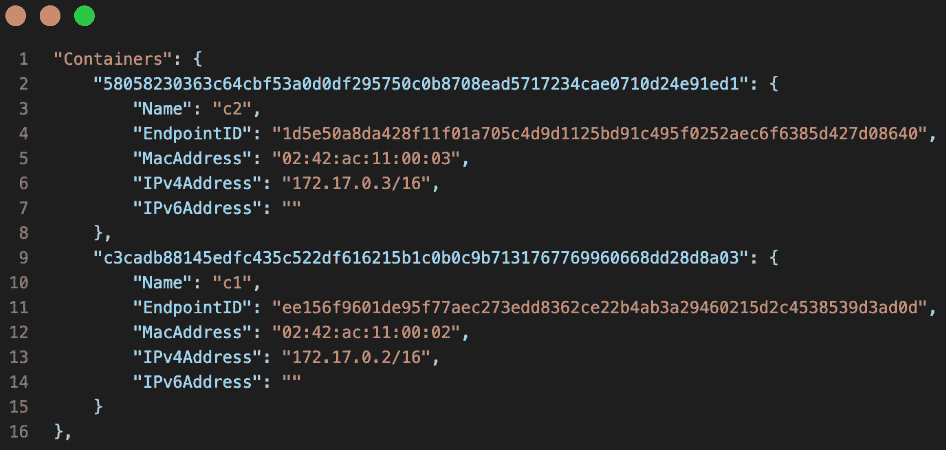 1 "Containers": {
2 "58058230363c64cbf53a0d0df295750c0b8708ead5717234cae0710d24e91ed1": {
3 "Name": "c2",
4 "EndpointID": "1d5e50a8da428f11f01a705c4d9d1125bd91c495f0252aec6f6385d427d08640",
5 "MacAddress": "02:42:ac:11:00:03",
6 "IPv4Address": "172.17.0.3/16",
7 "IPv6Address": ""
8 },
9 "c3cadb88145edfc435c522df616215b1c0b0c9b7131767769960668dd28d8a03": {
10 "Name": "c1",
11 "EndpointID": "ee156f9601de95f77aec273edd8362ce22b4ab3a29460215d2c4538539d3ad0d",
12 "MacAddress": "02:42:ac:11:00:02",
13 "IPv4Address": "172.17.0.2/16",
14 "IPv6Address": ""
15 }
16 },